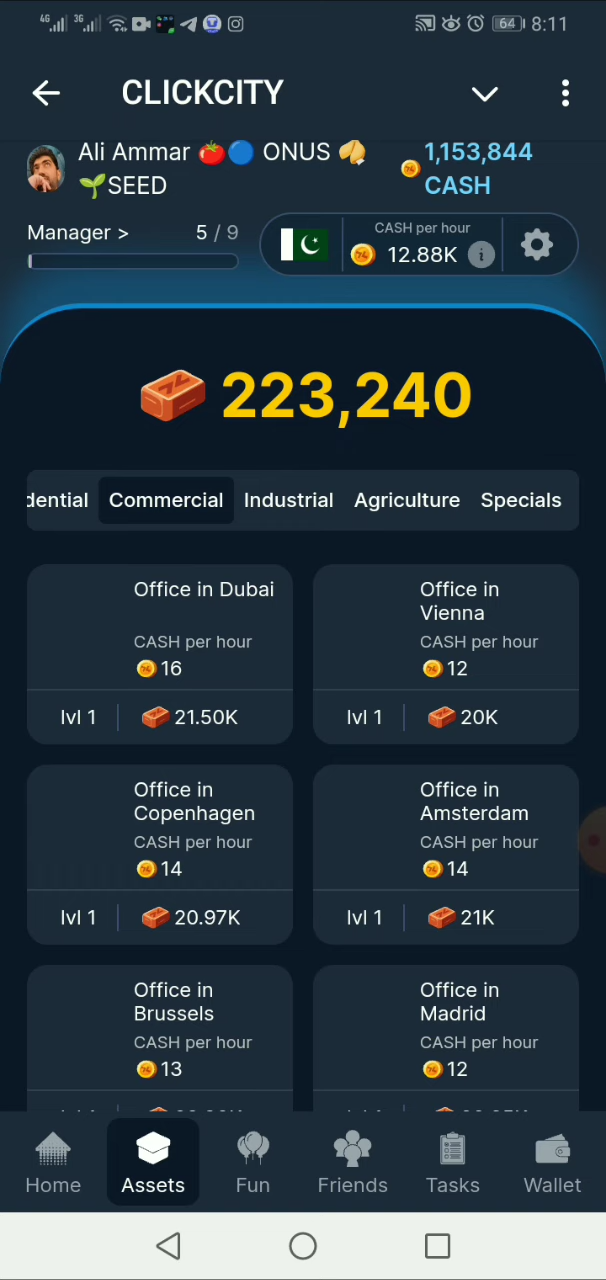 4G 3G 64 8:11
CLICKCITY
Ali Ammar 🍅🔵 ONUS 🥠
🌱SEED
1,153,844
CASH
Manager > 5 / 9
CASH per hour
12.88K i
223,240
dential Commercial Industrial Agriculture Specials
Office in Dubai
CASH per hour
16
lvl 1 21.50K
Office in
Vienna
CASH per hour
12
lvl 1 20K
Office in
Copenhagen
CASH per hour
14
lvl 1 20.97K
Office in
Amsterdam
CASH per hour
14
lvl 1 21K
Office in
Brussels
CASH per hour
13
Office in
Madrid
CASH per hour
12
Home Assets Fun Friends Tasks Wallet